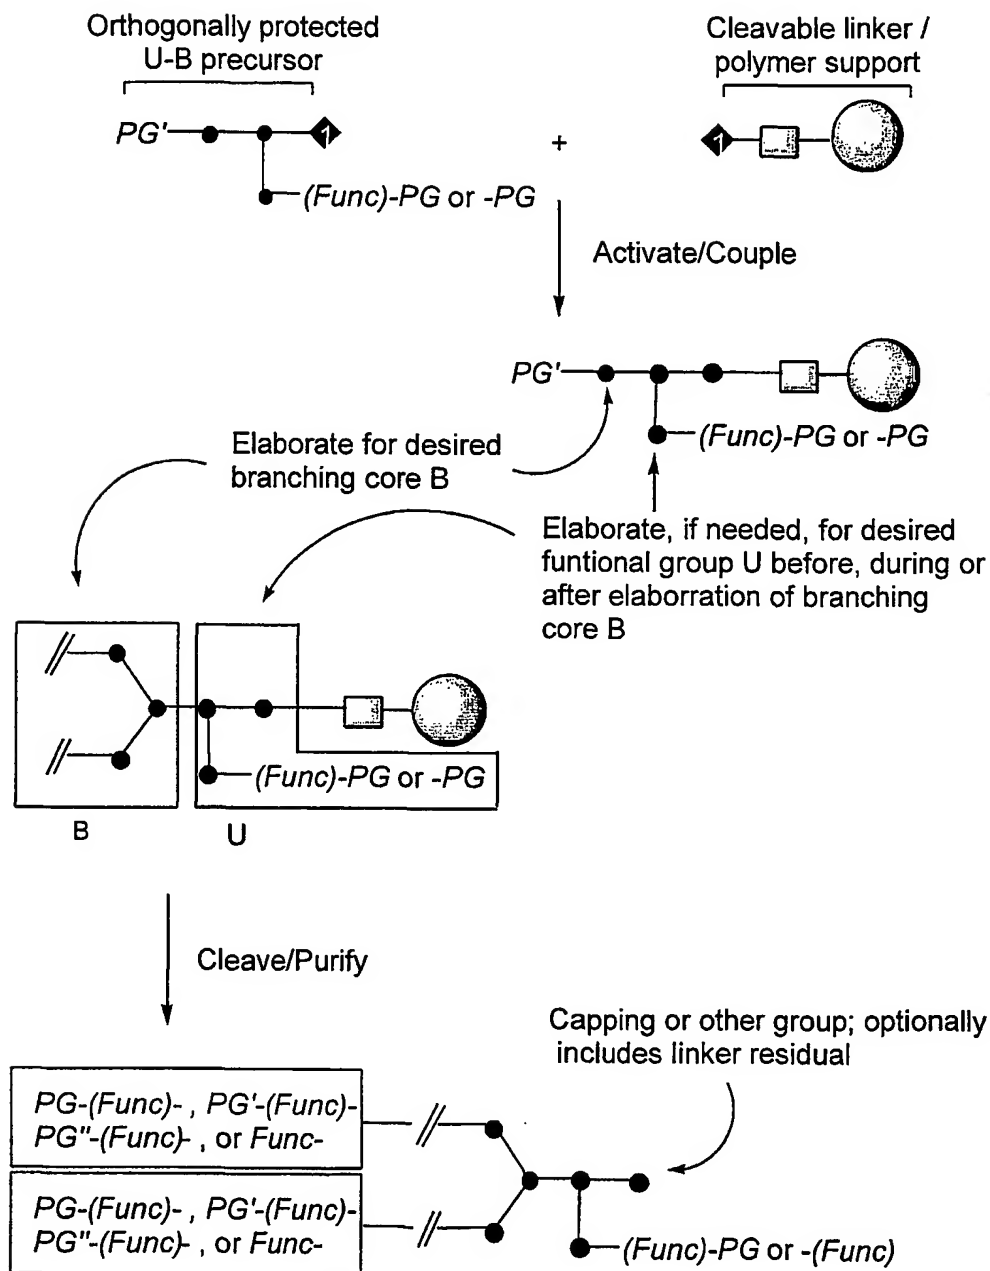 Orthogonally protected
U-B precursor
Cleavable linker /
polymer support
PG'
1
1
+
(Func)-PG or -PG
Activate/Couple
PG'
(Func)-PG or -PG
Elaborate for desired
branching core B
Elaborate, if needed, for desired
funtional group U before, during or
after elaborration of branching
core B
(Func)-PG or -PG
B
U
Cleave/Purify
Capping or other group; optionally
includes linker residual
PG-(Func)- , PG'-(Func)-
PG"-(Func)- , or Func-
PG-(Func)- , PG'-(Func)-
PG"-(Func)- , or Func-
(Func)-PG or -(Func)